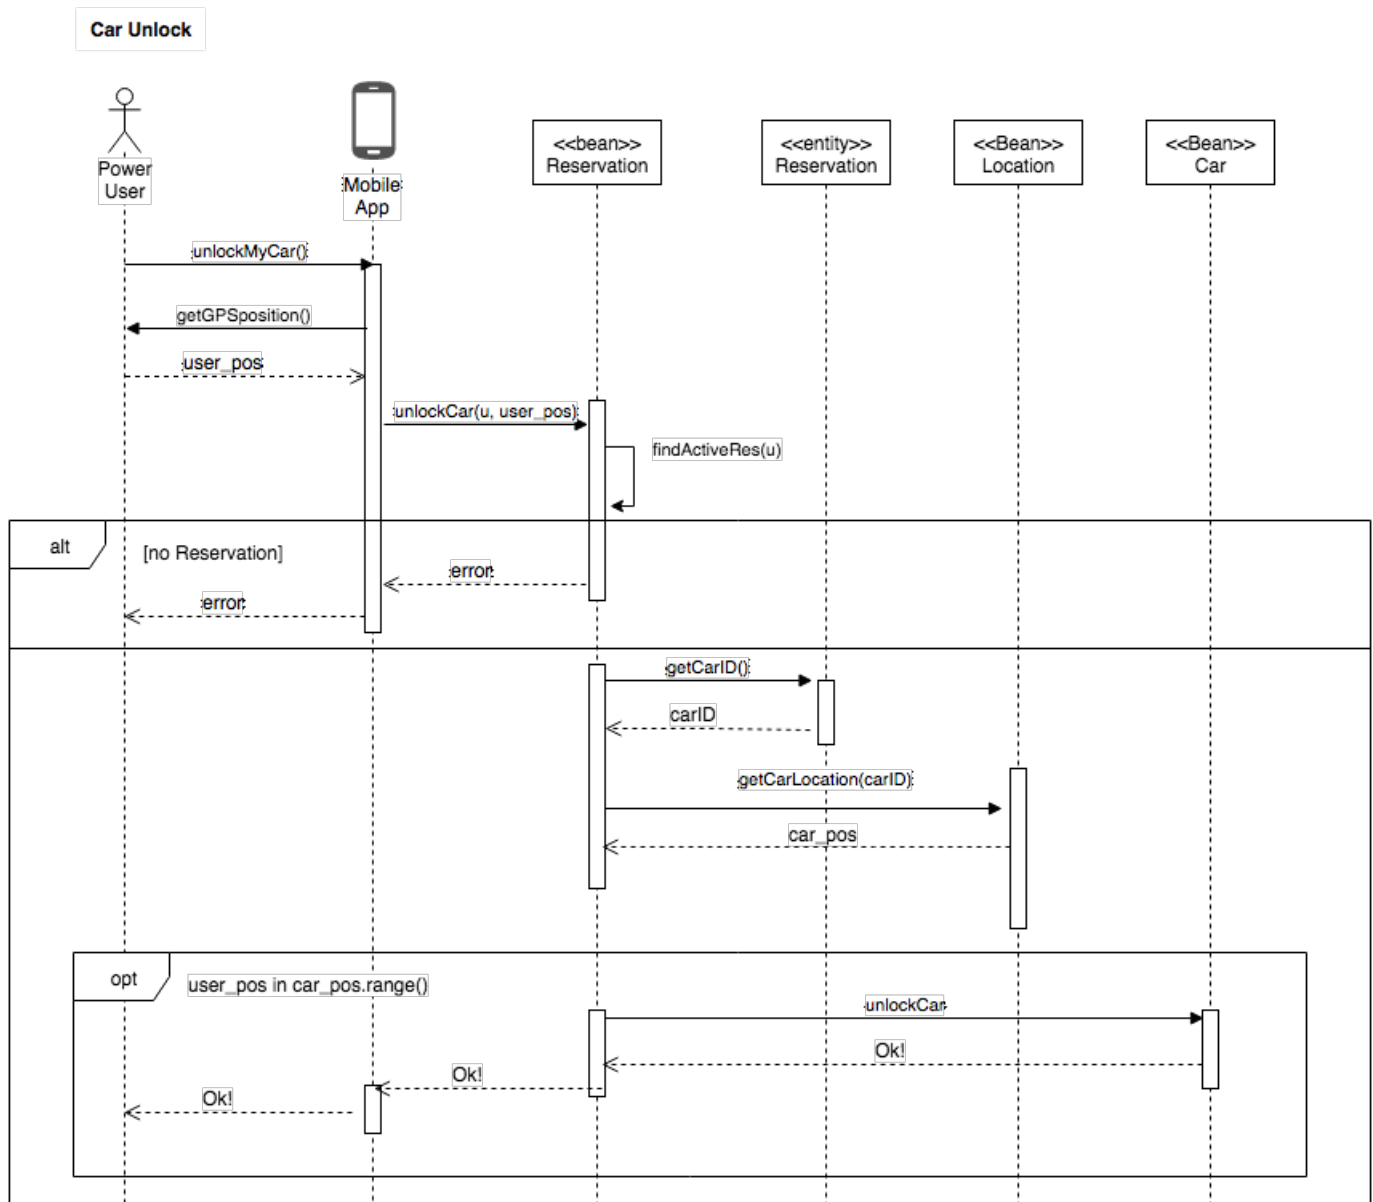 Car Unlock
Power
User
Mobile
App
<<bean>>
Reservation
<<entity>>
Reservation
<<Bean>>
Location
<<Bean>>
Car
unlockMyCar()
getGPSposition()
user_pos
unlockCar(u, user_pos)
findActiveRes(u)
alt
[no Reservation]
error
error
getCarID()
carID
getCarLocation(carID)
car_pos
opt
user_pos in car_pos.range()
unlockCar
Ok!
Ok!
Ok!